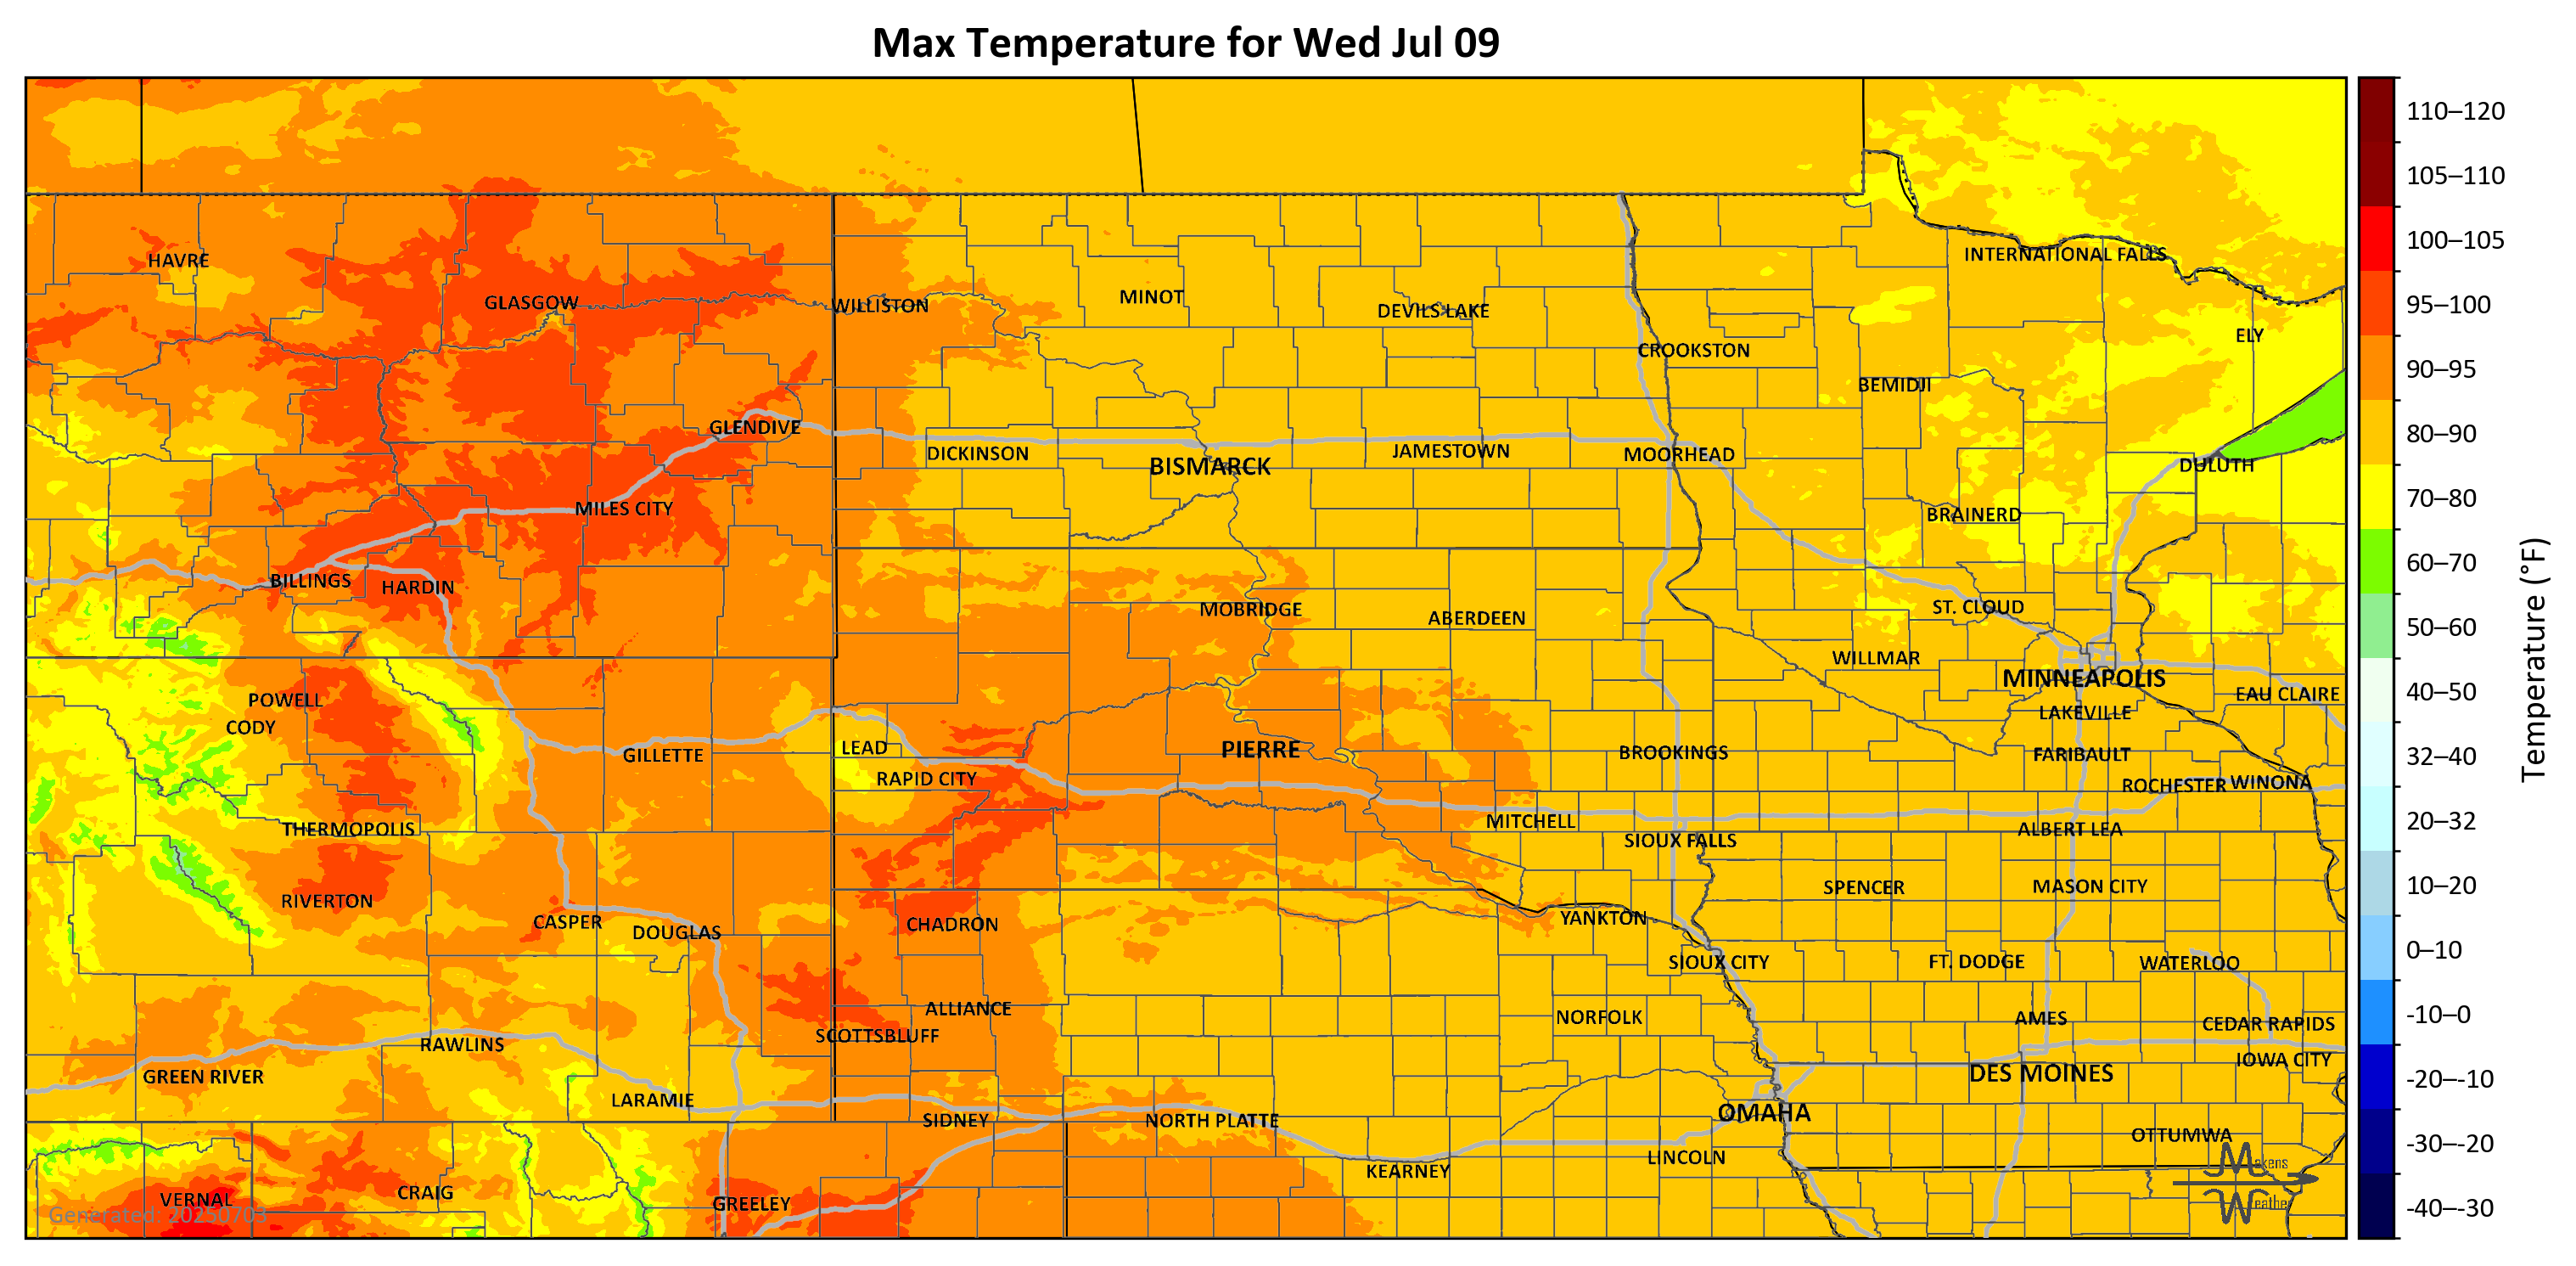 Max Temperature for Wed Jul 09
HAVRE
GLASGOW
WILLISTON
MINOT
DEVILS LAKE
INTERNATIONAL FALLS
ELY
CROOKSTON
BEMIDJI
GLENDIVE
DICKINSON
BISMARCK
JAMESTOWN
MOORHEAD
DULUTH
MILES CITY
BRAINERD
BILLINGS
HARDIN
MOBRIDGE
ABERDEEN
ST. CLOUD
WILLMAR
MINNEAPOLIS
POWELL
EAU CLAIRE
CODY
LAKEVILLE
GILLETTE
LEAD
PIERRE
BROOKINGS
FARIBAULT
RAPID CITY
ROCHESTER
WINONA
THERMOPOLIS
MITCHELL
ALBERT LEA
SIOUX FALLS
RIVERTON
SPENCER
MASON CITY
CASPER
DOUGLAS
CHADRON
YANKTON
SIOUX CITY
FT. DODGE
WATERLOO
ALLIANCE
NORFOLK
AMES
CEDAR RAPIDS
SCOTTSBLUFF
RAWLINS
IOWA CITY
GREEN RIVER
DES MOINES
LARAMIE
OMAHA
SIDNEY
NORTH PLATTE
OTTUMWA
LINCOLN
KEARNEY
VERNAL
CRAIG
GREELEY
Generated: 20250703
Makens
Weather
110–120
105–110
100–105
95–100
90–95
80–90
70–80
60–70
50–60
40–50
32–40
20–32
10–20
0–10
-10–0
-20–-10
-30–-20
-40–-30
Temperature (°F)